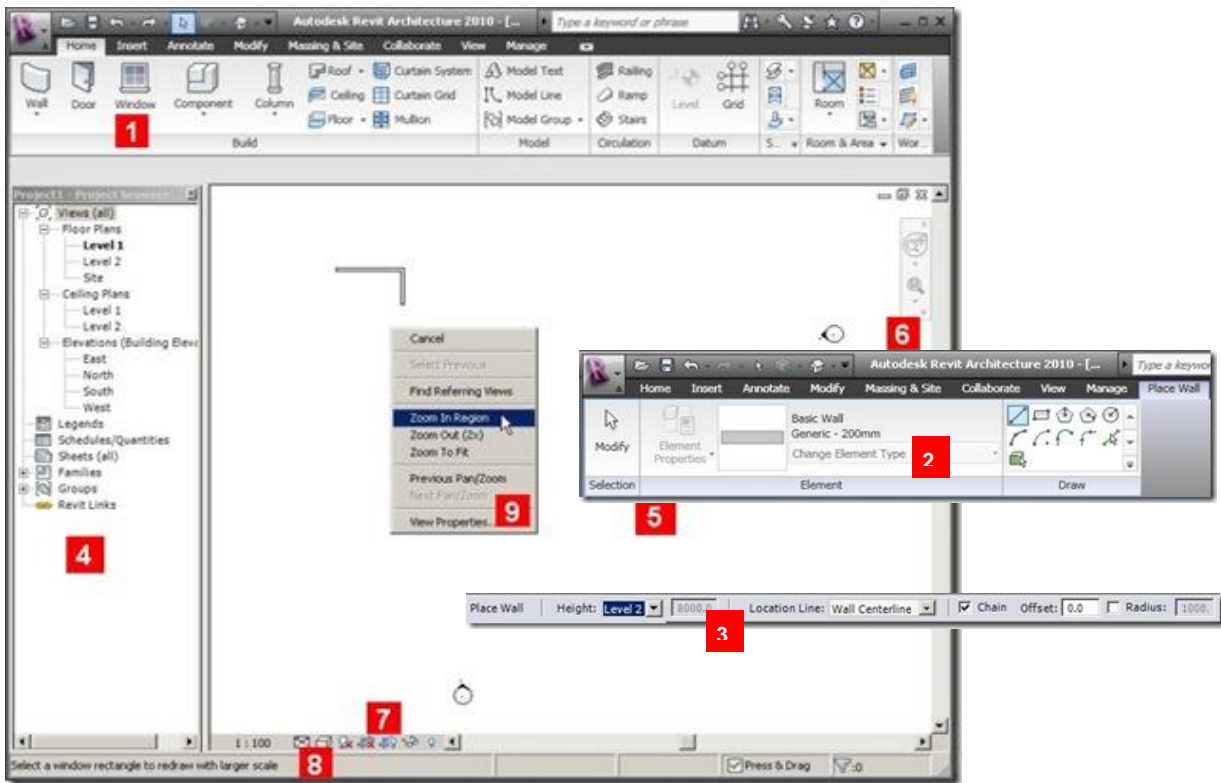 Autodesk Revit Architecture 2010 - [...
Type a keyword or phrase
Home Insert Annotate Modify Massing & Site Collaborate View Manage
Wall Door Window Component Column
Roof Curtain System
Ceiling Curtain Grid
Floor Mullion
Model Text
Model Line
Model Group
Railing
Ramp
Stairs
Level Grid
Room
Build Model Circulation Datum S... Room & Area Wor...
1
Project1 - Project browser
Views (all)
Floor Plans
Level 1
Level 2
Site
Ceiling Plans
Level 1
Level 2
Elevations (Building Eleva
East
North
South
West
Legends
Schedules/Quantities
Sheets (all)
Families
Groups
Revit Links
4
Cancel
Select Previous
Find Referring Views
Zoom In Region
Zoom Out (2x)
Zoom To Fit
Previous Pan/Zoom
Next Pan/Zoom
View Properties...
9
6
Autodesk Revit Architecture 2010 - [...
Type a keywor
Home Insert Annotate Modify Massing & Site Collaborate View Manage Place Wall
Modify
Element
Properties
Basic Wall
Generic - 200mm
Change Element Type
2
Selection Element Draw
5
Place Wall Height: Level 2 8000.0 Location Line: Wall Centerline Chain Offset: 0.0 Radius: 1000.
3
7
1 : 100
8
Select a window rectangle to redraw with larger scale
Press & Drag
:0